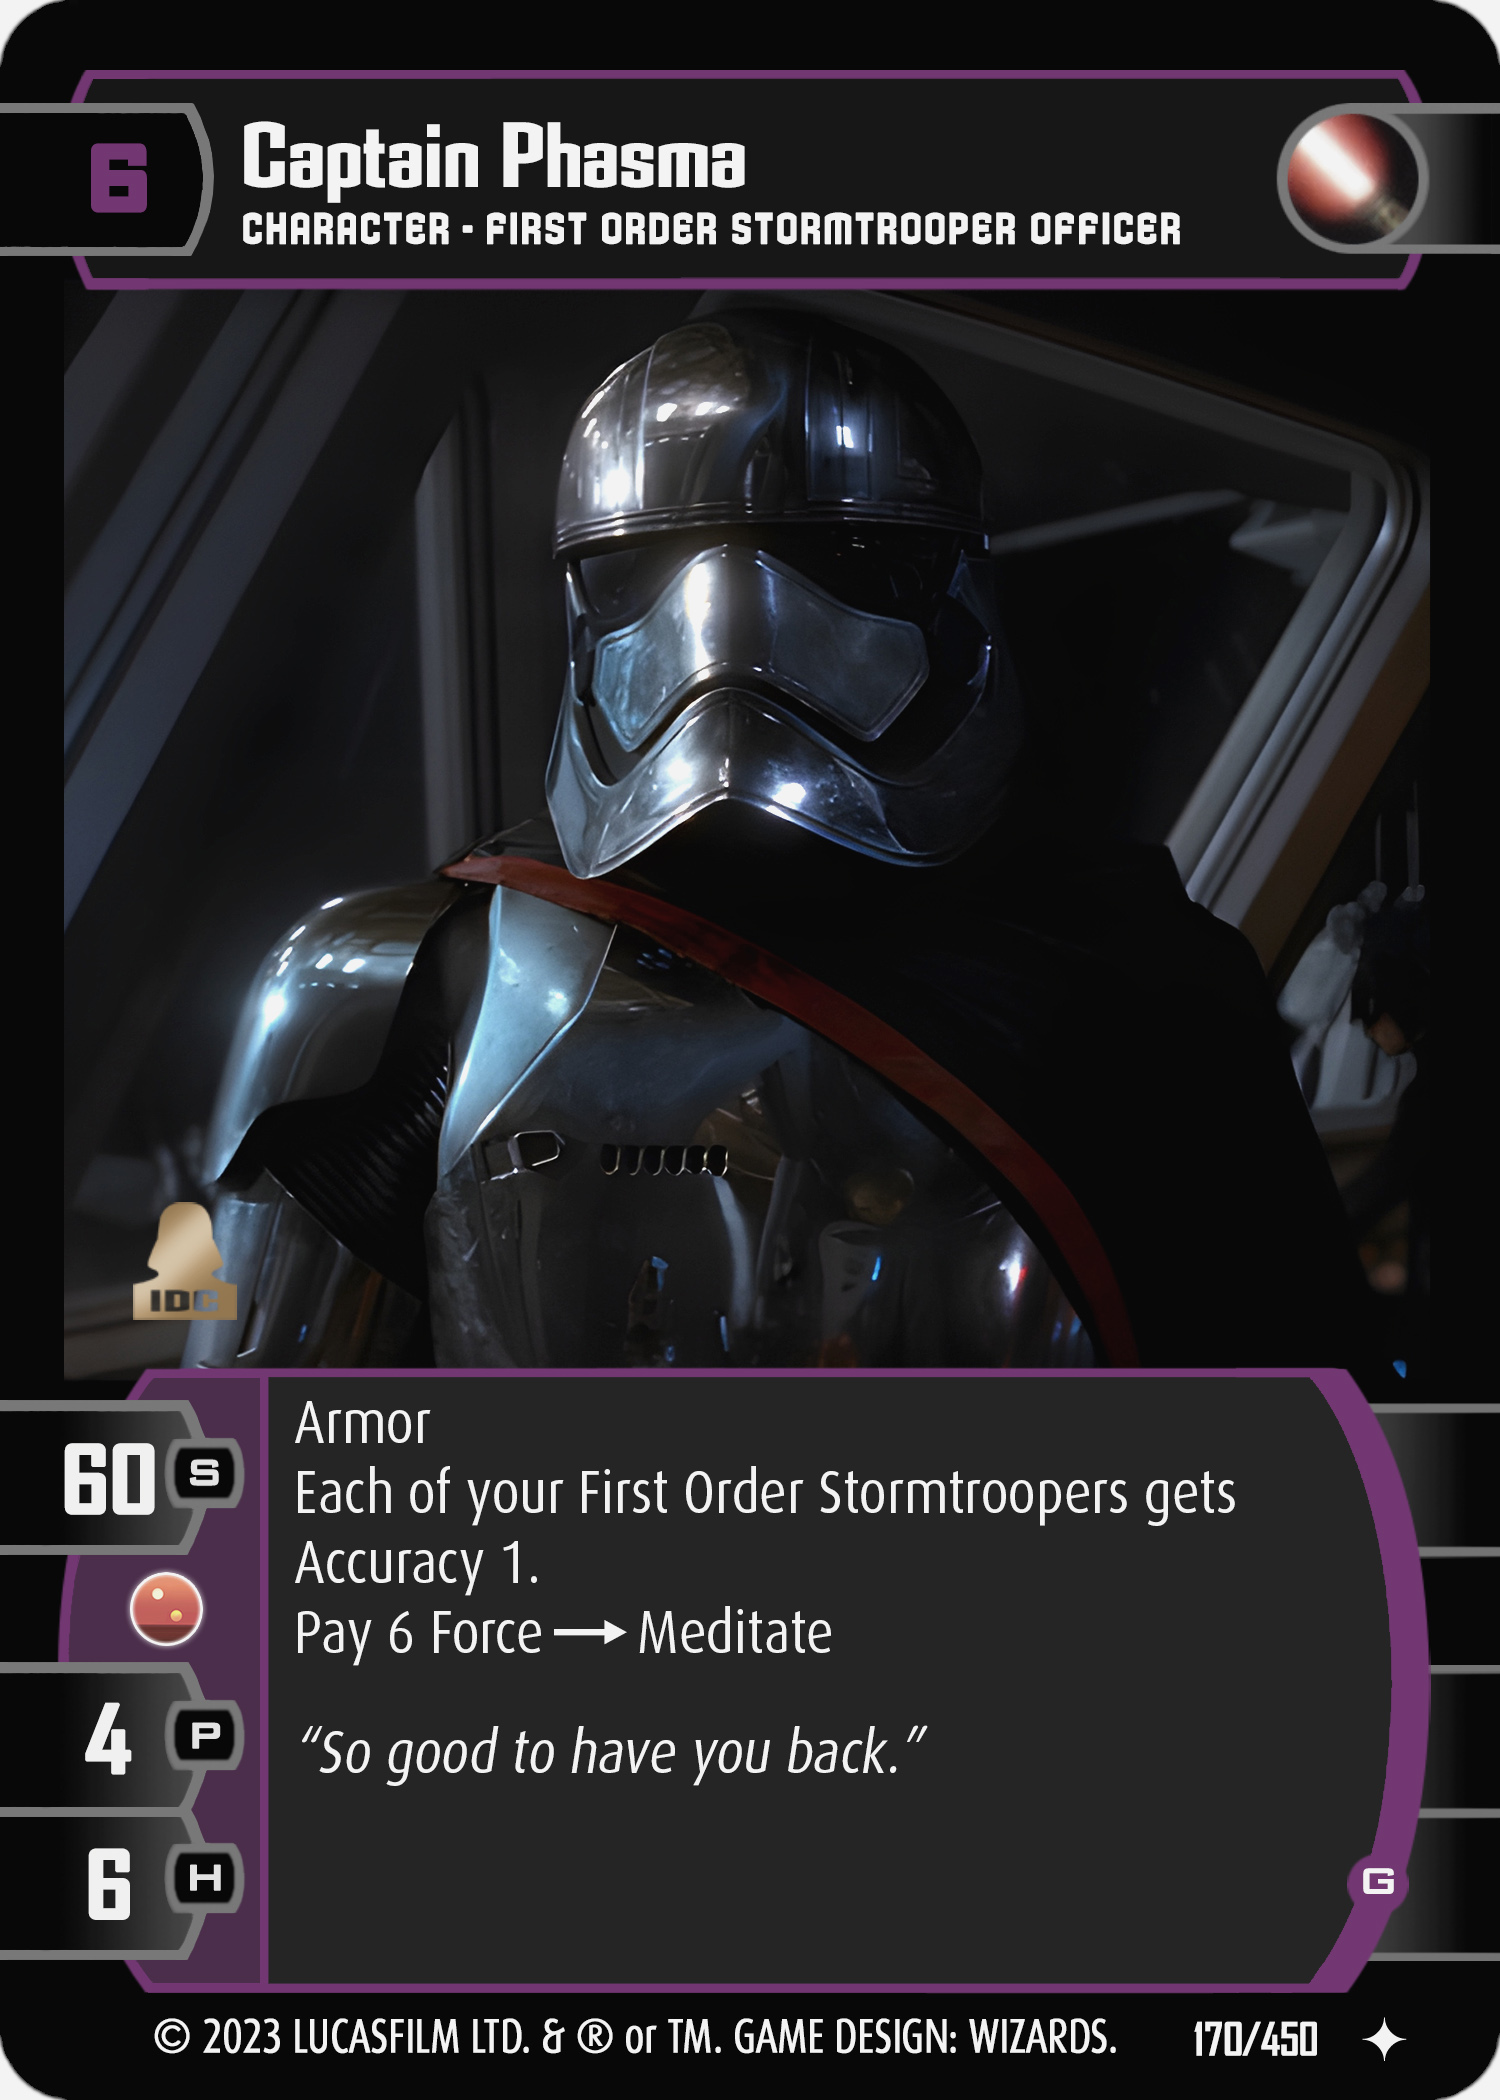 6
Captain Phasma
CHARACTER - FIRST ORDER STORMTROOPER OFFICER
IDC
60 S
4 P
6 H
Armor
Each of your First Order Stormtroopers gets
Accuracy 1.
Pay 6 Force → Meditate
“So good to have you back.”
G
© 2023 LUCASFILM LTD. & ® or TM. GAME DESIGN: WIZARDS.
170/450